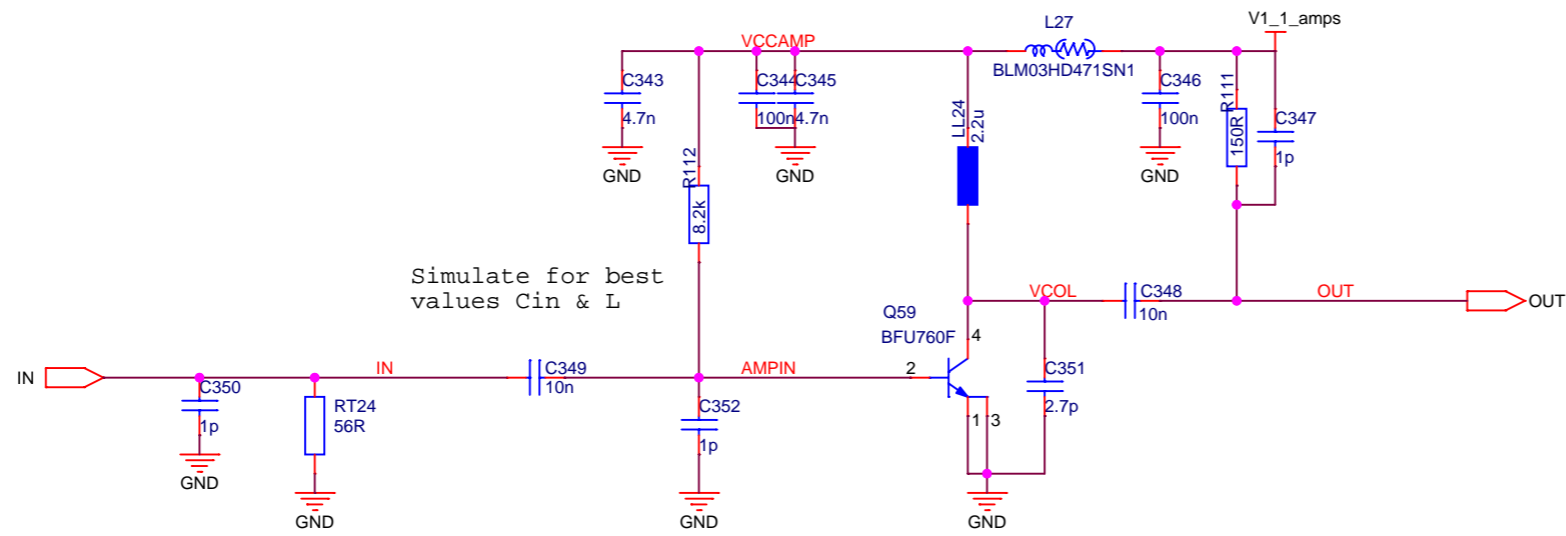 V1_1_amps
L27
BLM03HD471SN1
VCCAMP
C343
4.7n
GND
C344
100n
C345
4.7n
GND
LL24
2.2u
C346
100n
GND
R111
150R
C347
1p
R112
8.2k
Simulate for best
values Cin & L
VCOL
C348
10n
OUT
OUT
Q59
BFU760F
4
2
1
3
C351
2.7p
GND
IN
IN
C350
1p
GND
RT24
56R
GND
C349
10n
AMPIN
C352
1p
GND